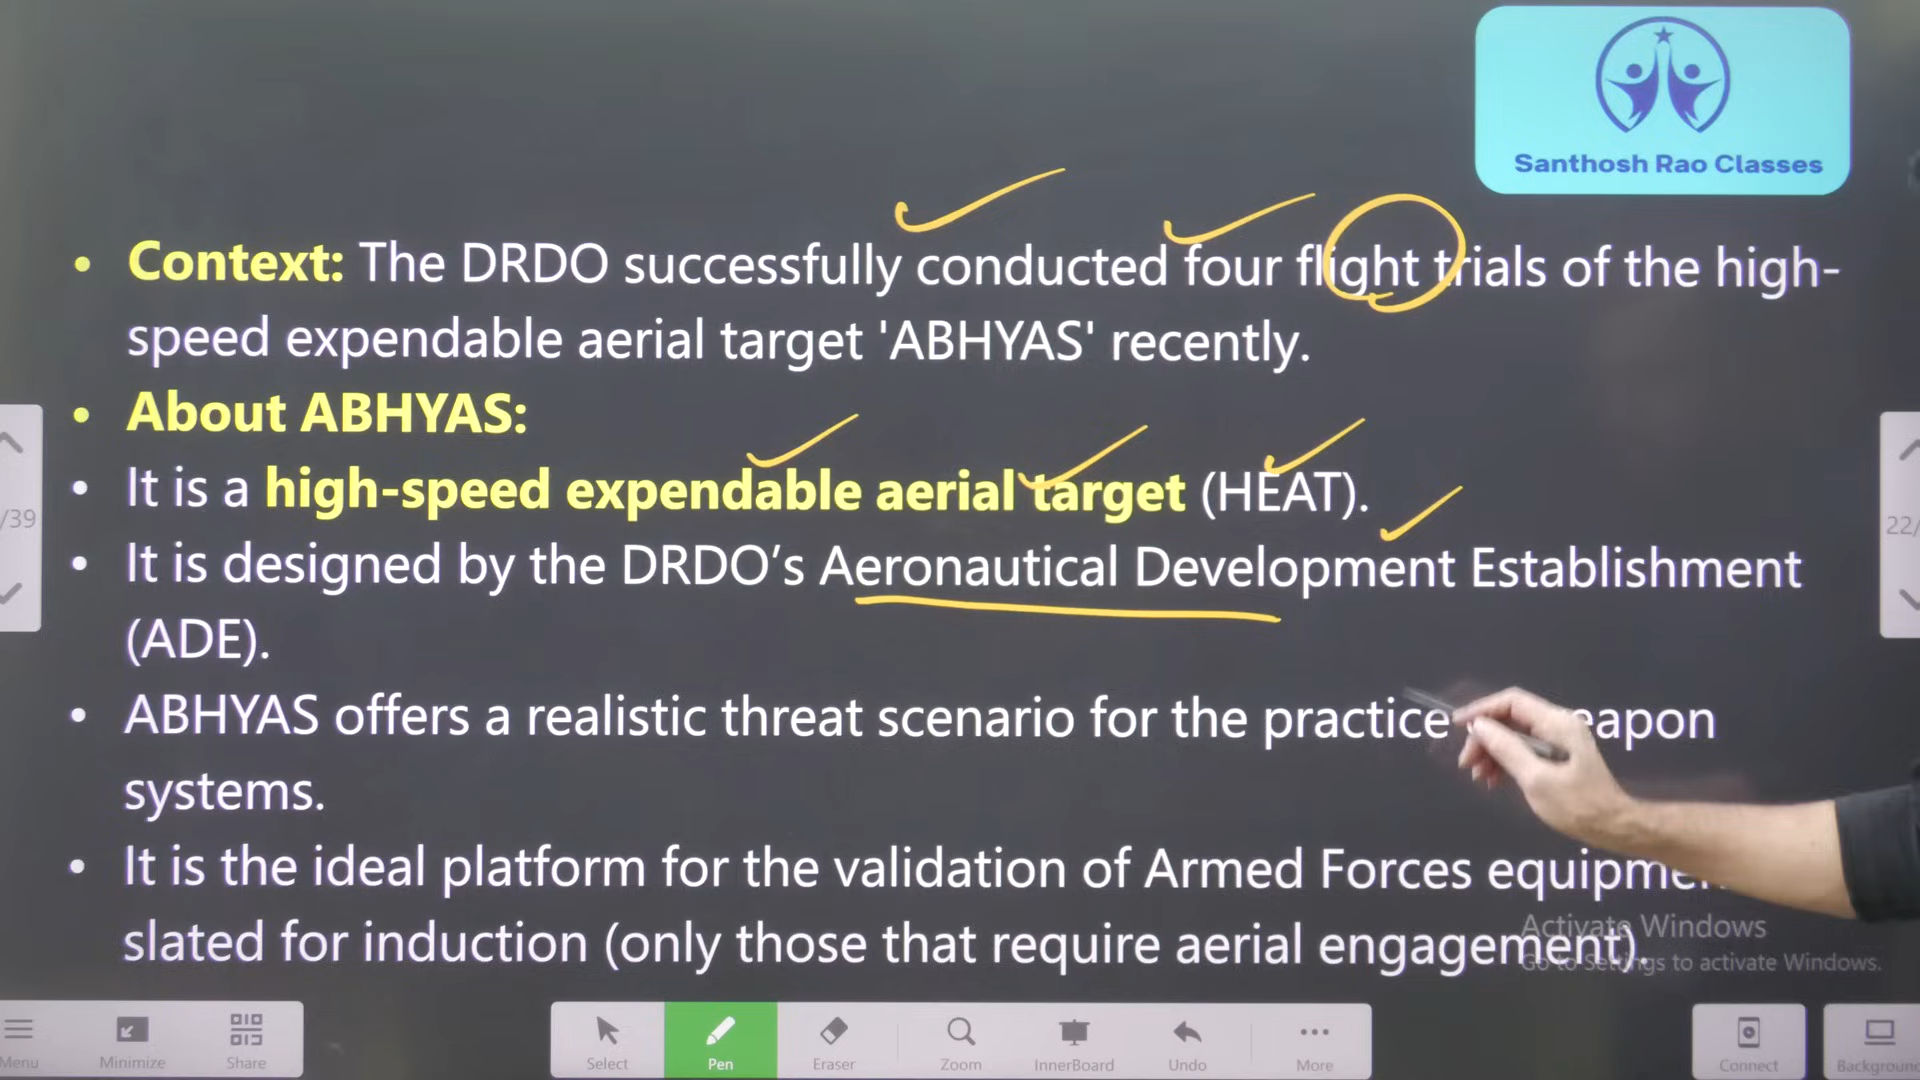 Santhosh Rao Classes
• Context: The DRDO successfully conducted four flight trials of the high-
speed expendable aerial target 'ABHYAS' recently.
• About ABHYAS:
• It is a high-speed expendable aerial target (HEAT).
• It is designed by the DRDO’s Aeronautical Development Establishment
(ADE).
• ABHYAS offers a realistic threat scenario for the practice
systems.
• It is the ideal platform for the validation of Armed Forces
slated for induction (only those that require aerial engagement).
/39
22/
Activate Windows
Go to Settings to activate Windows.
Menu Minimize Share Select Pen Eraser Zoom InnerBoard Undo More Connect Background